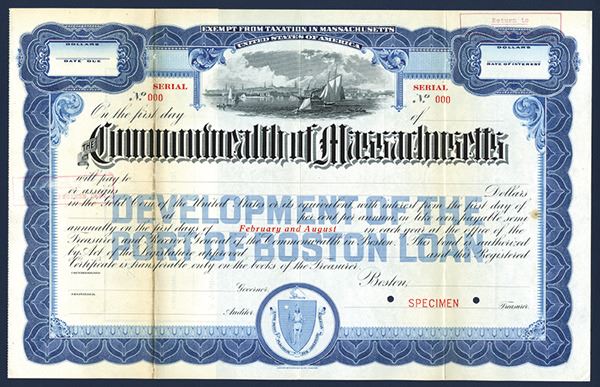 EXEMPT FROM TAXATION IN MASSACHUSETTS
UNITED STATES OF AMERICA
Return to
DOLLARS
DATE DUE
DOLLARS
RATE OF INTEREST
SERIAL
No 000
SERIAL
No 000
On the first day of
THE Commonwealth of Massachusetts
will pay to
or assigns Dollars
in the Gold Coin of the United States or its equivalent, with interest from the first day of
at per cent per annum, in like coin, payable semi
annually on the first days of February and August in each year at the office of the
Treasurer and Receiver General of the Commonwealth in Boston. This loan is authorized
by Act of the Legislature approved and this Registered
Certificate is transferable only on the books of the Treasurer.
DEVELOPMENT OF THE
PORT OF BOSTON LOAN
Boston,
Governor.
SPECIMEN
Auditor. Treasurer.